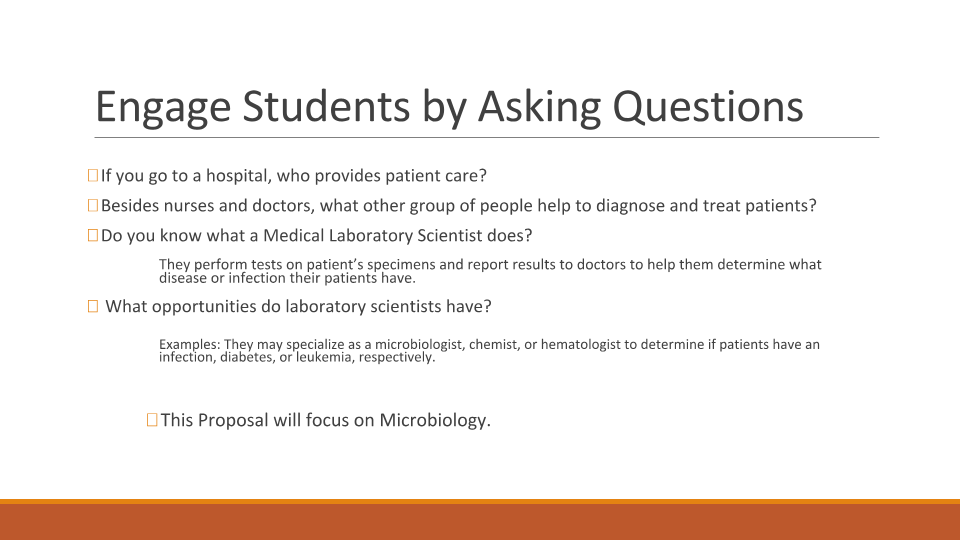 Engage Students by Asking Questions
If you go to a hospital, who provides patient care?
Besides nurses and doctors, what other group of people help to diagnose and treat patients?
Do you know what a Medical Laboratory Scientist does?
They perform tests on patient’s specimens and report results to doctors to help them determine what
disease or infection their patients have.
What opportunities do laboratory scientists have?
Examples: They may specialize as a microbiologist, chemist, or hematologist to determine if patients have an
infection, diabetes, or leukemia, respectively.
This Proposal will focus on Microbiology.